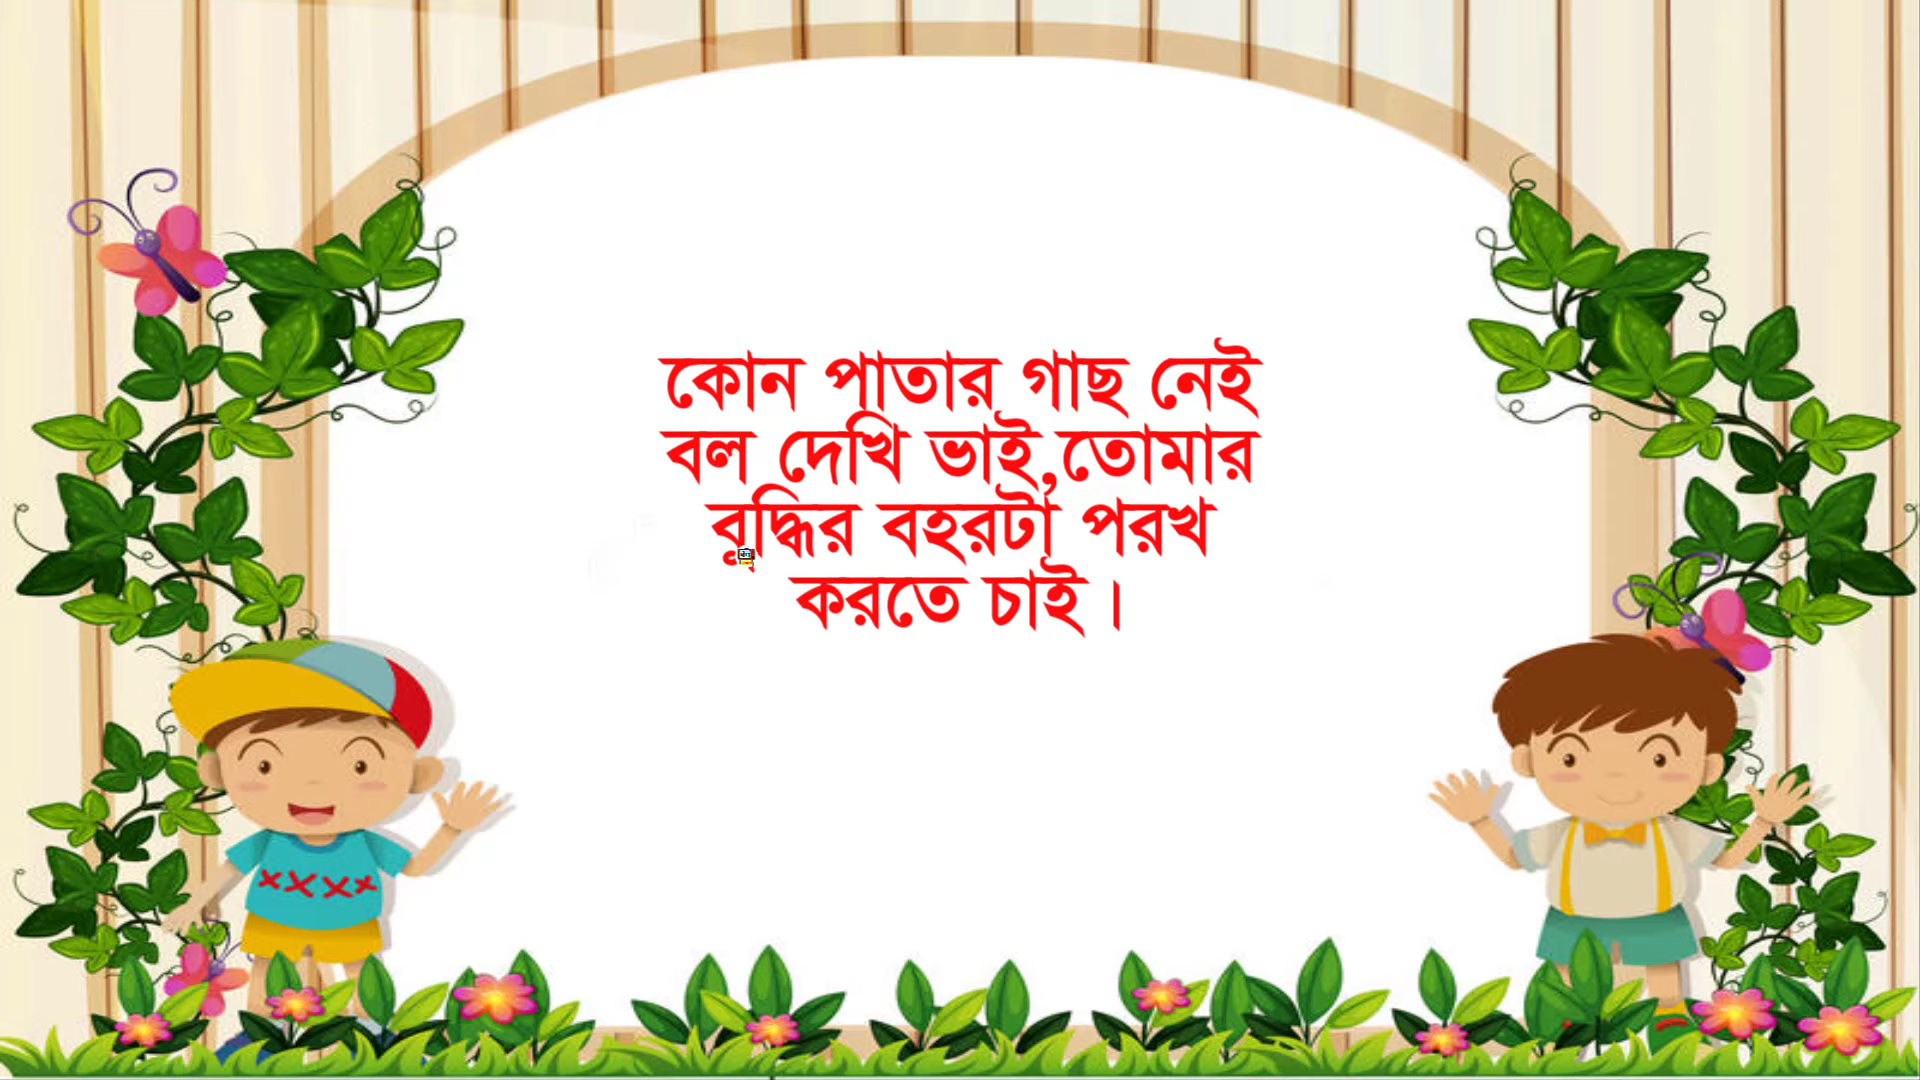 কোন পাতার গাছ নেই
বল দেখি ভাই,তোমার
বুদ্ধির বহরটা পরখ
করতে চাই।